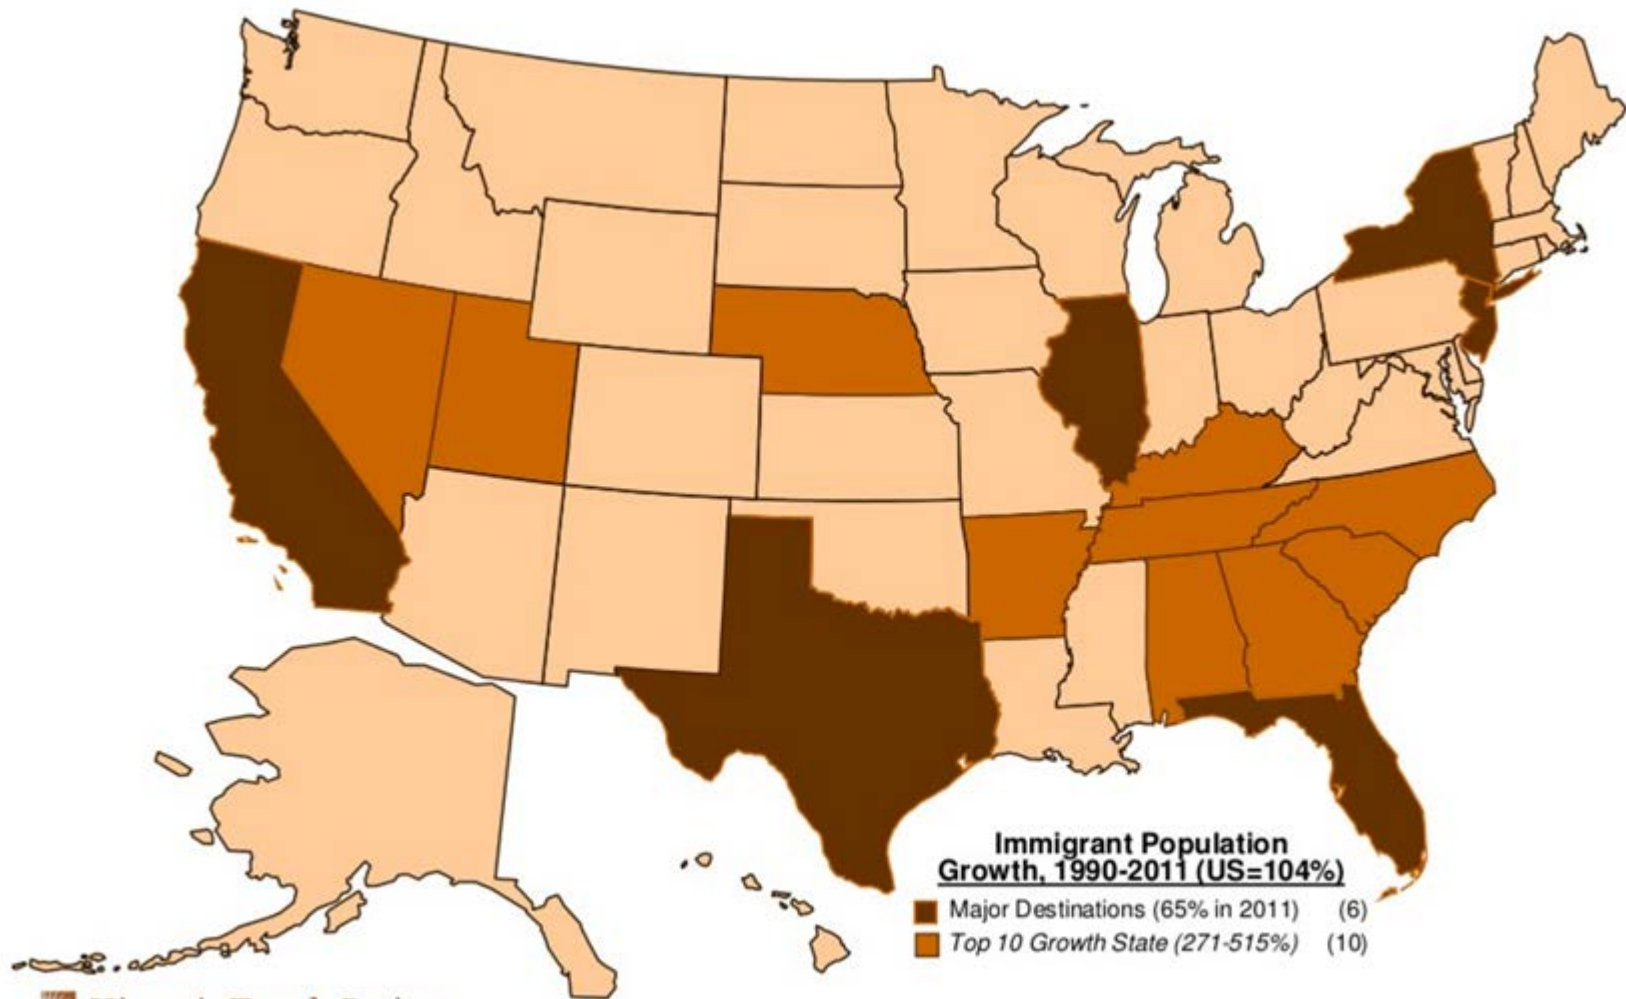 Immigrant Population
Growth, 1990-2011 (US=104%)
Major Destinations (65% in 2011) (6)
Top 10 Growth State (271-515%) (10)